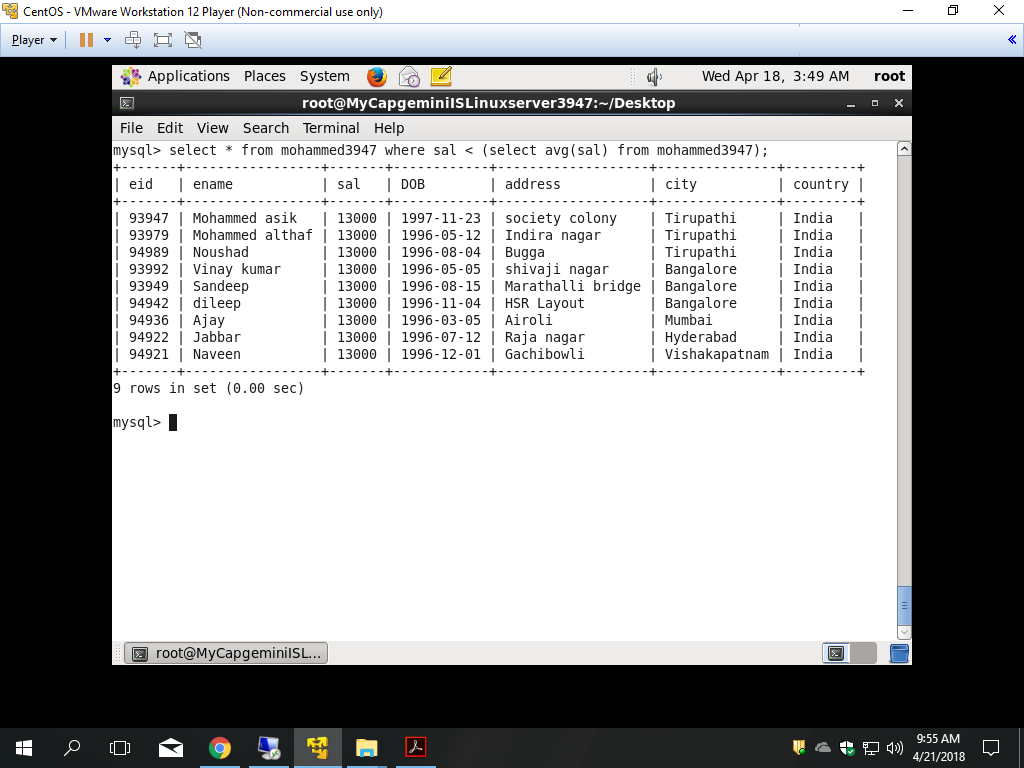 CentOS - VMware Workstation 12 Player (Non-commercial use only)
Player
Applications Places System Wed Apr 18, 3:49 AM root
root@MyCapgeminiISLinuxserver3947:~/Desktop
File Edit View Search Terminal Help
mysql> select * from mohammed3947 where sal < (select avg(sal) from mohammed3947);
+-------+-----------------+-------+------------+-------------------+--------------+---------+
| eid   | ename           | sal   | DOB        | address           | city         | country |
+-------+-----------------+-------+------------+-------------------+--------------+---------+
| 93947 | Mohammed asik   | 13000 | 1997-11-23 | society colony    | Tirupathi    | India   |
| 93979 | Mohammed althaf | 13000 | 1996-05-12 | Indira nagar      | Tirupathi    | India   |
| 94989 | Noushad         | 13000 | 1996-08-04 | Bugga             | Tirupathi    | India   |
| 93992 | Vinay kumar     | 13000 | 1996-05-05 | shivaji nagar     | Bangalore    | India   |
| 93949 | Sandeep         | 13000 | 1996-08-15 | Marathalli bridge | Bangalore    | India   |
| 94942 | dileep          | 13000 | 1996-11-04 | HSR Layout        | Bangalore    | India   |
| 94936 | Ajay            | 13000 | 1996-03-05 | Airoli            | Mumbai       | India   |
| 94922 | Jabbar          | 13000 | 1996-07-12 | Raja nagar        | Hyderabad    | India   |
| 94921 | Naveen          | 13000 | 1996-12-01 | Gachibowli        | Vishakapatnam | India   |
+-------+-----------------+-------+------------+-------------------+--------------+---------+
9 rows in set (0.00 sec)
mysql>
root@MyCapgeminiISL...
9:55 AM
4/21/2018